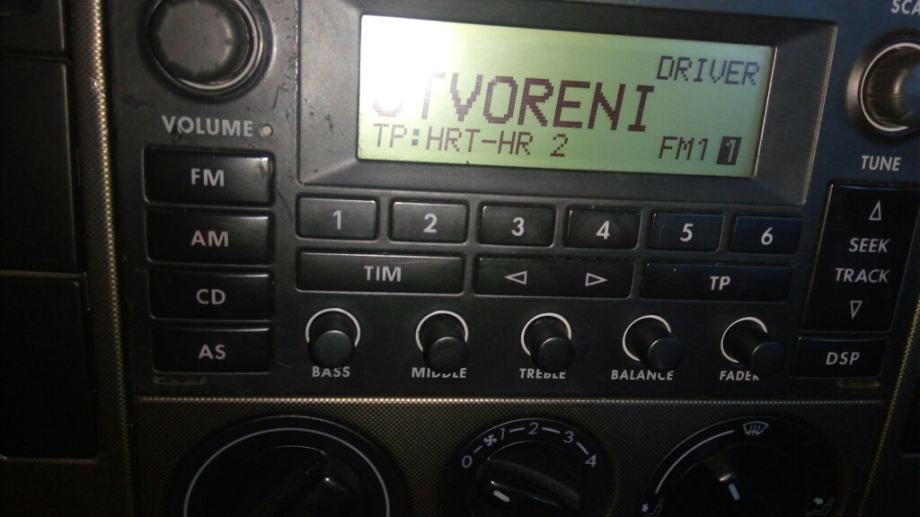 SCA
DRIVER
OTVORENI
TP:HRT-HR 2 FM1 1
VOLUME
TUNE
FM
AM
CD
AS
1 2 3 4 5 6
TIM ◁ ▷ TP
△
SEEK
TRACK
▽
DSP
BASS MIDDLE TREBLE BALANCE FADER
0 1 2 3 4